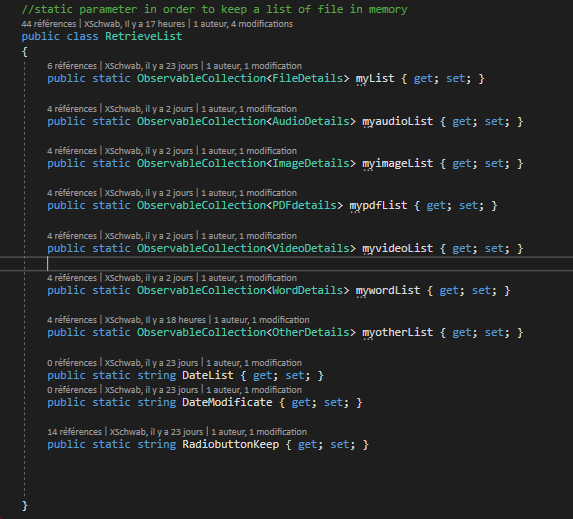 //static parameter in order to keep a list of file in memory
44 références | XSchwab, Il y a 17 heures | 1 auteur, 4 modifications
public class RetrieveList
{
6 références | XSchwab, il y a 23 jours | 1 auteur, 1 modification
public static ObservableCollection<FileDetails> myList { get; set; }
4 références | XSchwab, il y a 2 jours | 1 auteur, 1 modification
public static ObservableCollection<AudioDetails> myaudioList { get; set; }
4 références | XSchwab, il y a 2 jours | 1 auteur, 1 modification
public static ObservableCollection<ImageDetails> myimageList { get; set; }
4 références | XSchwab, il y a 2 jours | 1 auteur, 1 modification
public static ObservableCollection<PDFdetails> mypdfList { get; set; }
4 références | XSchwab, il y a 2 jours | 1 auteur, 1 modification
public static ObservableCollection<VideoDetails> myvideoList { get; set; }
4 références | XSchwab, il y a 2 jours | 1 auteur, 1 modification
public static ObservableCollection<WordDetails> mywordList { get; set; }
4 références | XSchwab, il y a 18 heures | 1 auteur, 1 modification
public static ObservableCollection<OtherDetails> myotherList { get; set; }
0 références | XSchwab, il y a 23 jours | 1 auteur, 1 modification
public static string DateList { get; set; }
0 références | XSchwab, il y a 23 jours | 1 auteur, 1 modification
public static string DateModificate { get; set; }
14 références | XSchwab, il y a 23 jours | 1 auteur, 1 modification
public static string RadiobuttonKeep { get; set; }
}